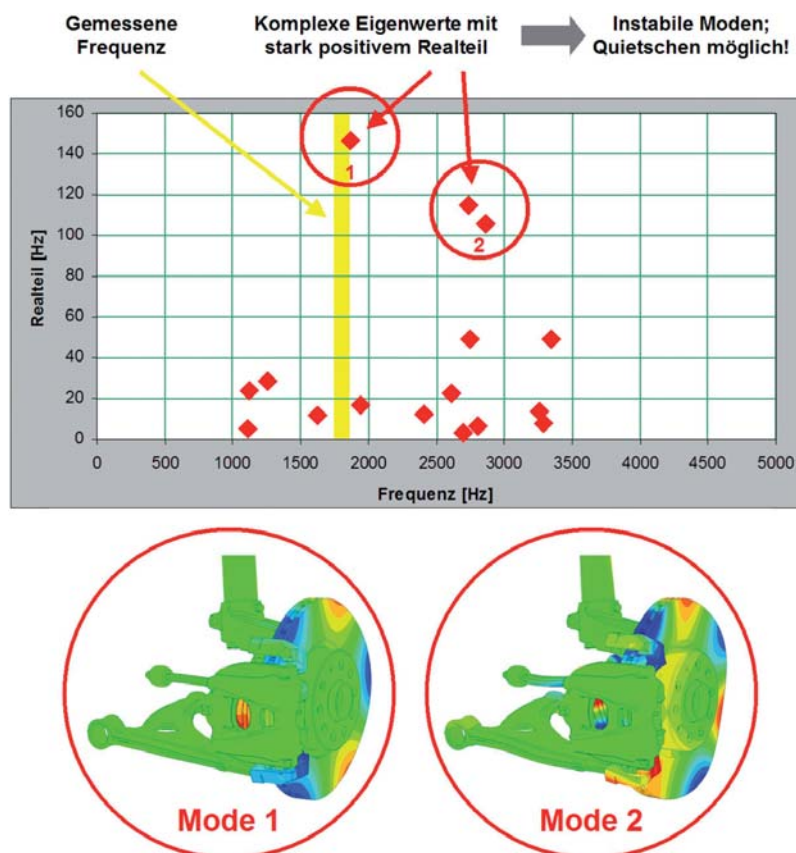 Gemessene
Frequenz
Komplexe Eigenwerte mit
stark positivem Realteil
Instabile Moden;
Quietschen möglich!
Realteil [Hz]
160
140
120
100
80
60
40
20
0
1
2
0 500 1000 1500 2000 2500 3000 3500 4000 4500 5000
Frequenz [Hz]
Mode 1
Mode 2